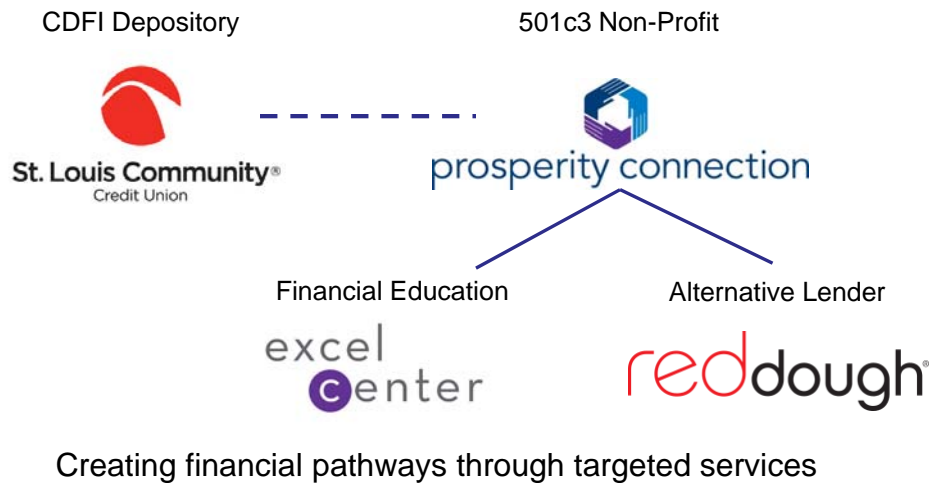 CDFI Depository
501c3 Non-Profit
St. Louis Community®
Credit Union
prosperity connection
Financial Education
Alternative Lender
excel
center
reddough®
Creating financial pathways through targeted services